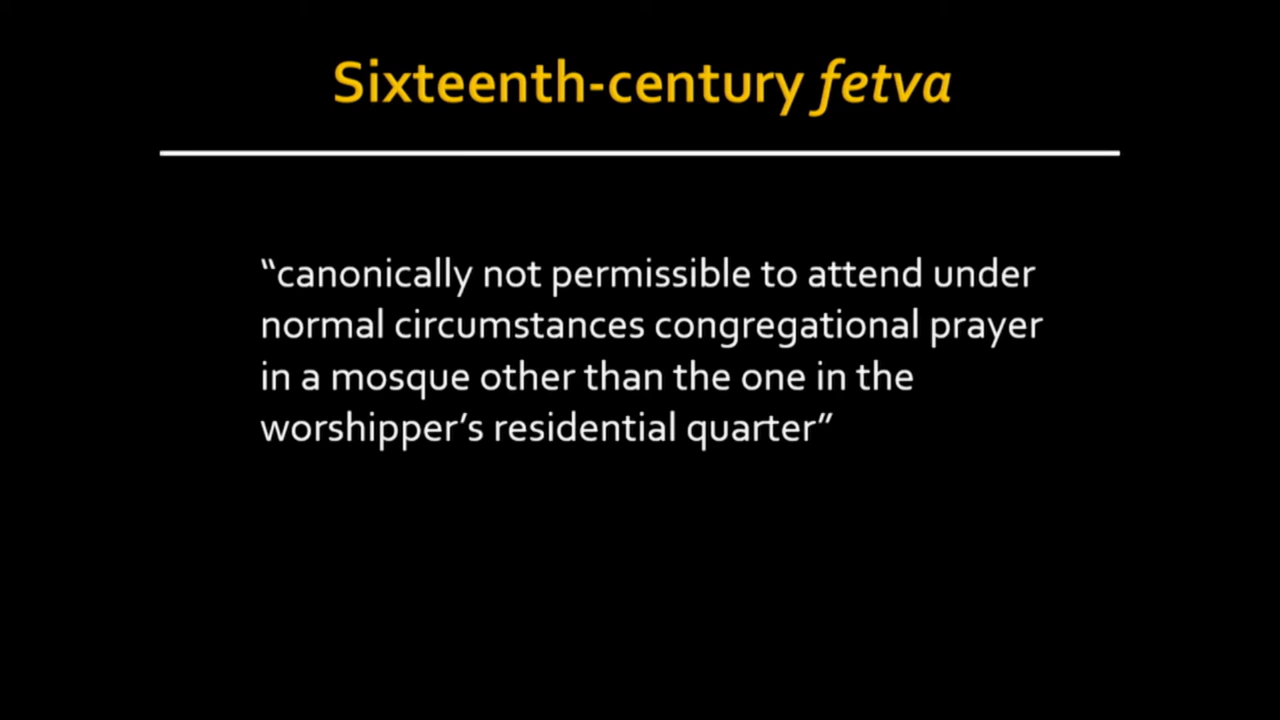 Sixteenth-century fetva
“canonically not permissible to attend under
normal circumstances congregational prayer
in a mosque other than the one in the
worshipper’s residential quarter”